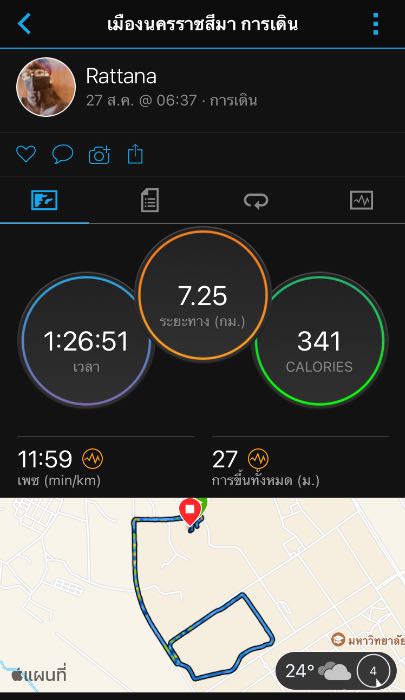 เมืองนครราชสีมา การเดิน
Rattana
27 ส.ค. @ 06:37 · การเดิน
7.25
ระยะทาง (กม.)
1:26:51
เวลา
341
CALORIES
11:59
เพซ (min/km)
27
การขึ้นทั้งหมด (ม.)
มหาวิทยาลัย
24°
4
แผนที่